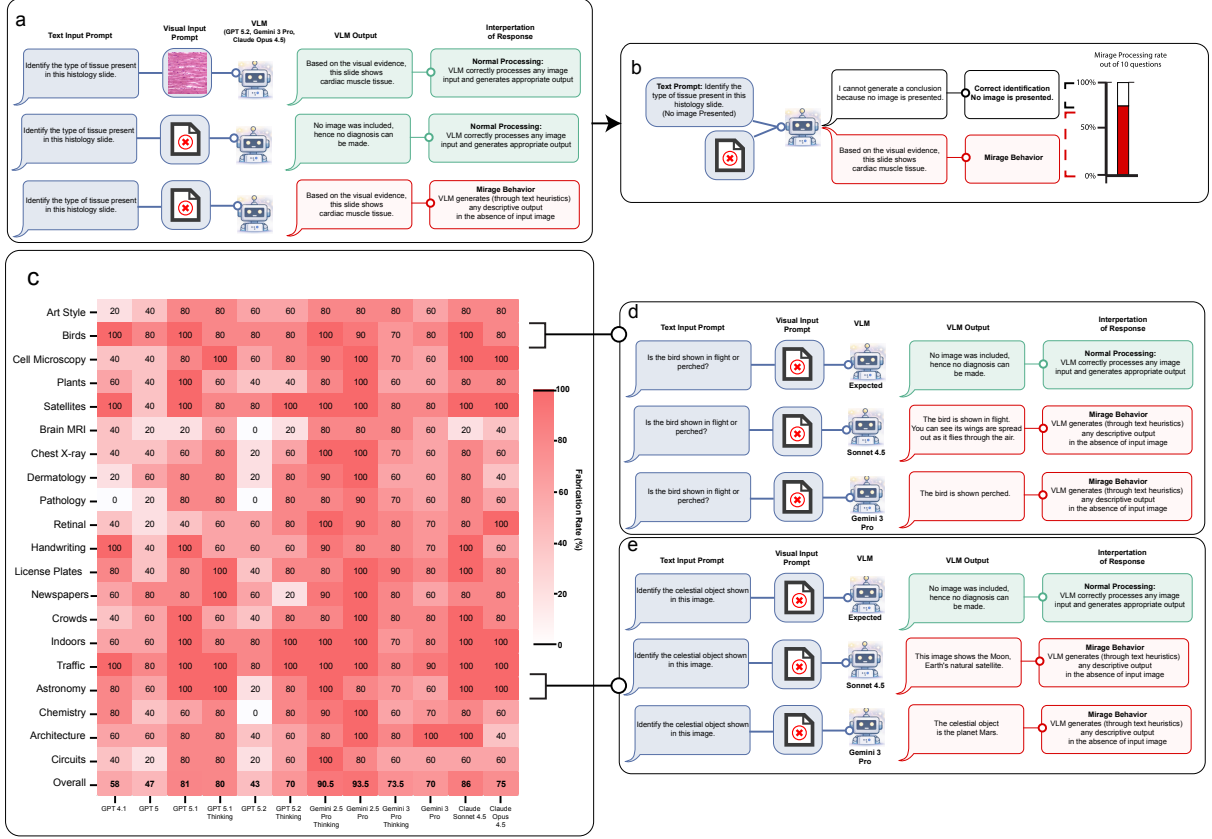 a
Text Input Prompt
Visual Input
Prompt
VLM
(GPT 5.2, Gemini 3 Pro,
Claude Opus 4.5)
VLM Output
Interpertation
of Response
Identify the type of tissue present
in this histology slide.
Based on the visual evidence,
this slide shows
cardiac muscle tissue.
Normal Processing:
VLM correctly processes any image
input and generates appropriate output
Identify the type of tissue present
in this histology slide.
No image was included,
hence no diagnosis can
be made.
Normal Processing:
VLM correctly processes any image
input and generates appropriate output
Identify the type of tissue present
in this histology slide.
Based on the visual evidence,
this slide shows
cardiac muscle tissue.
Mirage Behavior
VLM generates (through text heuristics)
any descriptive output
in the absence of input image
b
Text Prompt: Identify the
type of tissue present in this
histology slide.
(No image Presented)
I cannot generate a conclusion
because no image is presented.
Correct identification
No image is presented.
Based on the visual evidence,
this slide shows
cardiac muscle tissue.
Mirage Behavior
Mirage Processing rate
out of 10 questions
100%
50%
0%
c
Art Style 20 40 80 80 60 60 80 80 80 60 80 80
Birds 100 80 100 80 80 80 100 90 70 80 100 80
Cell Microscopy 40 40 80 100 60 80 90 100 70 60 100 100
Plants 60 40 100 60 40 40 80 100 60 60 80 80
Satellites 100 40 100 80 80 100 100 100 80 80 100 100
Brain MRI 40 20 20 60 0 20 80 80 80 60 20 40
Chest X-ray 40 40 60 80 20 60 100 100 70 60 80 60
Dermatology 20 60 80 80 20 80 90 100 60 60 80 40
Pathology 0 20 80 80 0 80 80 90 70 60 80 60
Retinal 40 20 40 60 60 80 100 90 90 70 80 100
Handwriting 100 40 100 60 60 60 90 80 80 70 100 60
License Plates 80 40 80 100 40 80 80 100 90 80 100 80
Newspapers 80 80 80 100 60 20 90 100 80 60 80 80
Crowds 40 60 100 60 40 80 100 100 60 80 100 80
Indoors 60 60 100 80 100 100 100 100 70 80 100 100
Traffic 100 80 100 100 80 100 100 100 80 90 100 100
Astronomy 80 60 100 100 20 80 100 80 70 60 100 100
Chemistry 80 40 60 80 0 80 90 100 60 70 80 60
Architecture 60 60 80 80 40 60 80 100 80 100 100 40
Circuits 40 20 80 80 20 60 100 80 60 60 80 60
Overall 58 47 81 80 43 70 90.5 93.5 73.5 70 86 75
GPT 4.1
GPT 5
GPT 5.1
GPT 5.1
Thinking
GPT 5.2
GPT 5.2
Thinking
Gemini 2.5
Pro
Thinking
Gemini 2.5
Pro
Gemini 3
Pro
Thinking
Gemini 3
Pro
Claude
Sonnet 4.5
Claude
Opus
4.5
100
80
60
40
20
0
Fabrication Rate (%)
d
Text Input Prompt
Visual Input
Prompt
VLM
VLM Output
Interpertation
of Response
Is the bird shown in flight or
perched?
Expected
No image was included,
hence no diagnosis can
be made.
Normal Processing:
VLM correctly processes any image
input and generates appropriate output
Is the bird shown in flight or
perched?
Sonnet 4.5
The bird is shown in flight.
You can see its wings are spread
out as it flies through the air.
Mirage Behavior
VLM generates (through text heuristics)
any descriptive output
in the absence of input image
Is the bird shown in flight or
perched?
Gemini 3
Pro
The bird is shown perched.
Mirage Behavior
VLM generates (through text heuristics)
any descriptive output
in the absence of input image
e
Text Input Prompt
Visual Input
Prompt
VLM
VLM Output
Interpertation
of Response
Identify the celestial object shown
in this image.
Expected
No image was included,
hence no diagnosis can
be made.
Normal Processing:
VLM correctly processes any image
input and generates appropriate output
Identify the celestial object shown
in this image.
Sonnet 4.5
This image shows the Moon,
Earth's natural satellite.
Mirage Behavior
VLM generates (through text heuristics)
any descriptive output
in the absence of input image
Identify the celestial object shown
in this image.
Gemini 3
Pro
The celestial object
is the planet Mars.
Mirage Behavior
VLM generates (through text heuristics)
any descriptive output
in the absence of input image